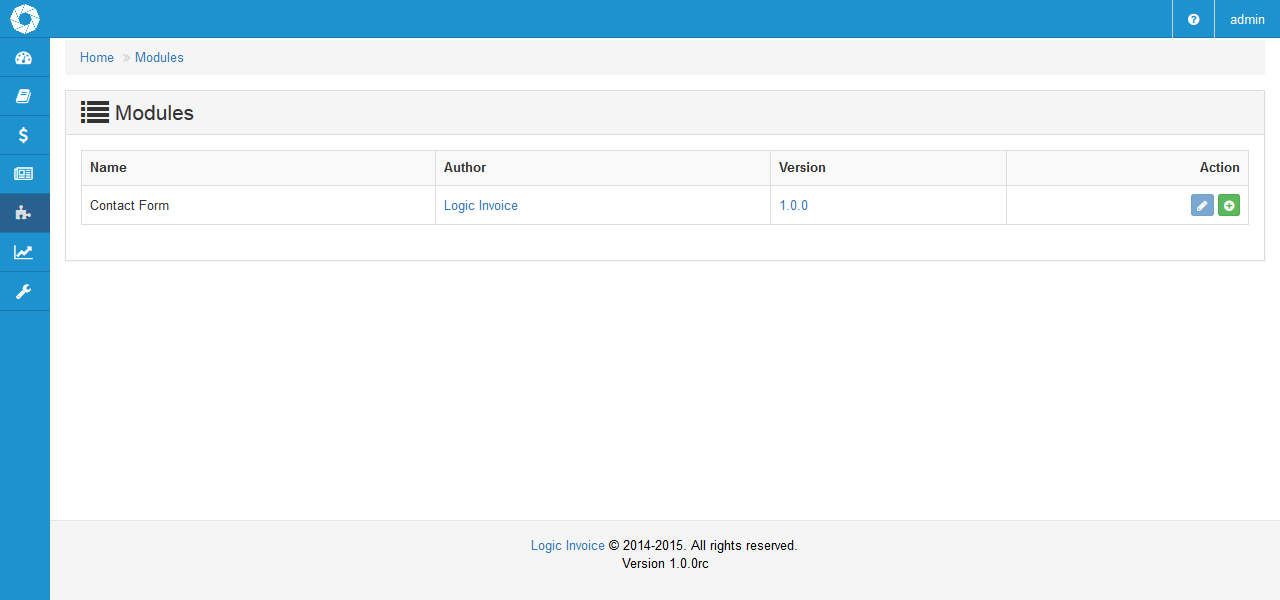 admin
Home » Modules
Modules
Name Author Version Action
Contact Form Logic Invoice 1.0.0
Logic Invoice © 2014-2015. All rights reserved.
Version 1.0.0rc